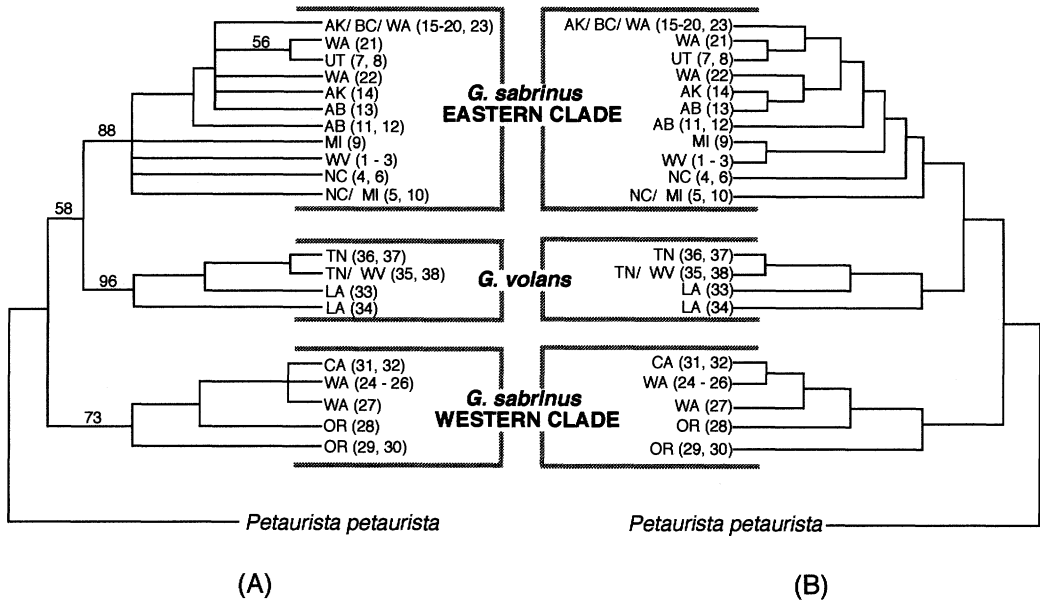 AK/ BC/ WA (15-20, 23)
56
WA (21)
UT (7, 8)
WA (22)
AK (14)
AB (13)
AB (11, 12)
88
MI (9)
WV (1 - 3)
NC (4, 6)
NC/ MI (5, 10)
G. sabrinus
EASTERN CLADE
AK/ BC/ WA (15-20, 23)
WA (21)
UT (7, 8)
WA (22)
AK (14)
AB (13)
AB (11, 12)
MI (9)
WV (1 - 3)
NC (4, 6)
NC/ MI (5, 10)
58
96
TN (36, 37)
TN/ WV (35, 38)
LA (33)
LA (34)
G. volans
TN (36, 37)
TN/ WV (35, 38)
LA (33)
LA (34)
73
CA (31, 32)
WA (24 - 26)
WA (27)
OR (28)
OR (29, 30)
G. sabrinus
WESTERN CLADE
CA (31, 32)
WA (24 - 26)
WA (27)
OR (28)
OR (29, 30)
Petaurista petaurista
Petaurista petaurista
(A)
(B)